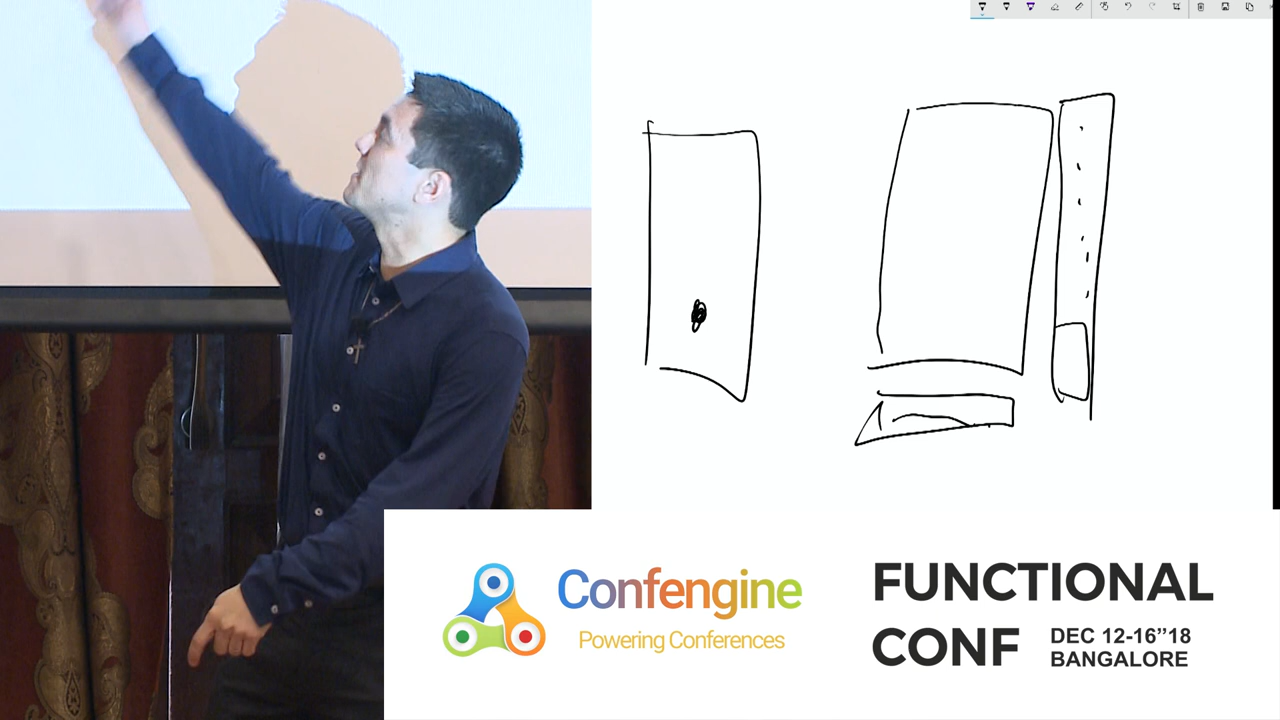 Confengine
Powering Conferences
FUNCTIONAL
CONF
DEC 12-16”18
BANGALORE